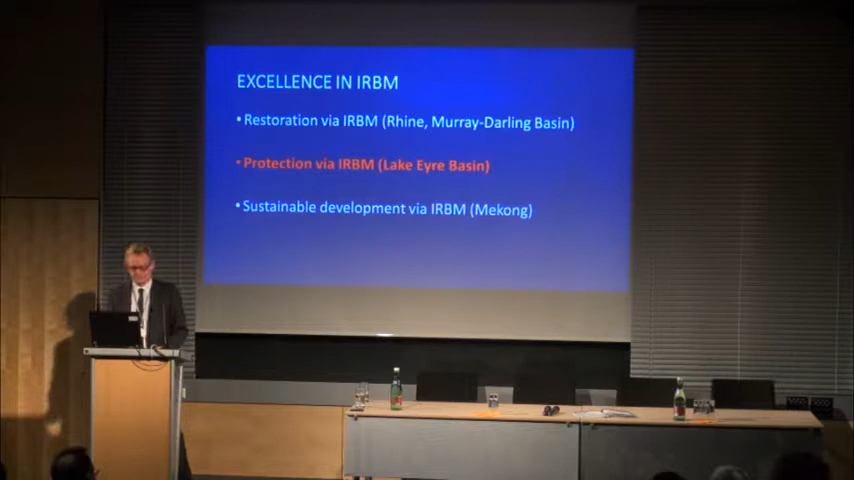 EXCELLENCE IN IRBM
• Restoration via IRBM (Rhine, Murray-Darling Basin)
• Protection via IRBM (Lake Eyre Basin)
• Sustainable development via IRBM (Mekong)